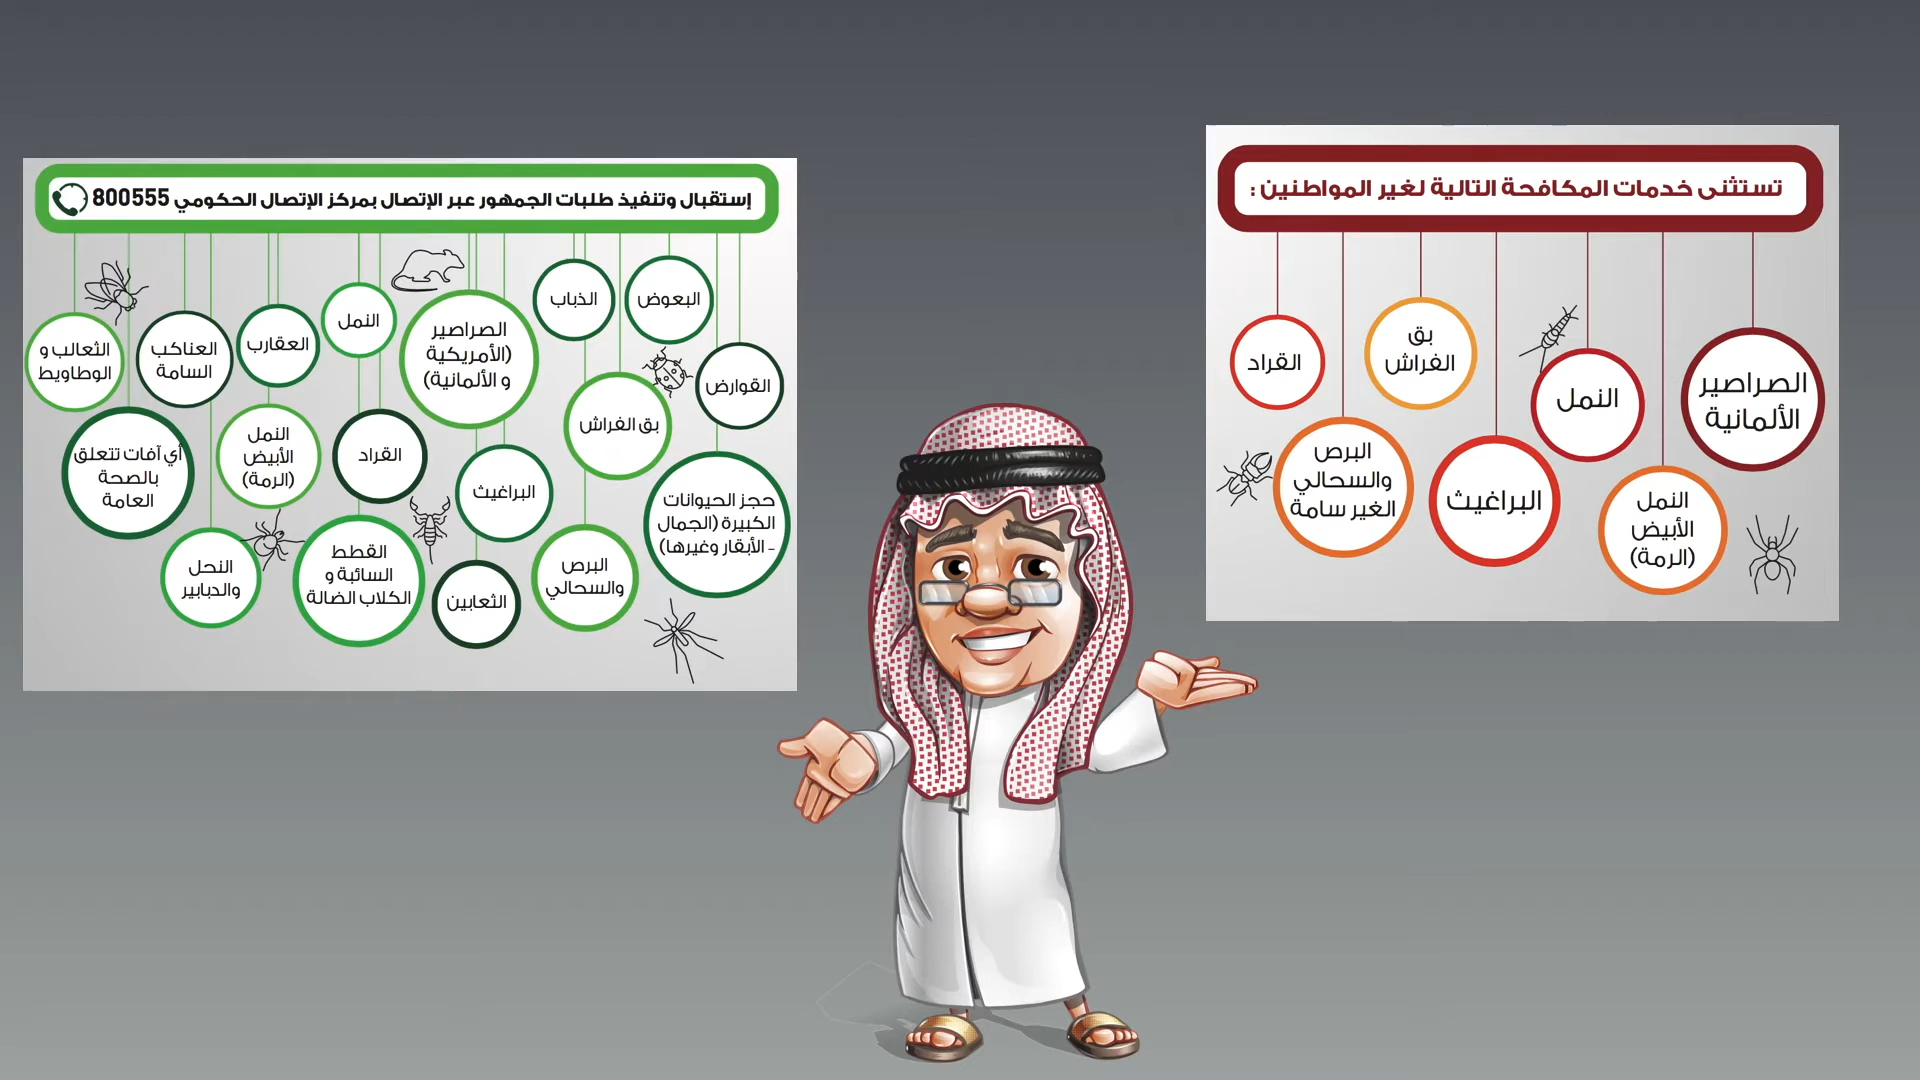 إستقبال وتنفيذ طلبات الجمهور عبر الإتصال بمركز الإتصال الحكومي 800555
البعوض
الذباب
الصراصير
(الأمريكية
و الألمانية)
النمل
العقارب
العناكب
السامة
الثعالب و
الوطاويط
القوارض
بق الفراش
البراغيث
القراد
النمل
الأبيض
(الرمة)
أي آفات تتعلق
بالصحة
العامة
حجز الحيوانات
الكبيرة (الجمال
- الأبقار وغيرها)
البرص
والسحالي
الثعابين
القطط
السائبة و
الكلاب الضالة
النحل
والدبابير
تستثنى خدمات المكافحة التالية لغير المواطنين :
الصراصير
الألمانية
النمل
بق
الفراش
القراد
النمل
الأبيض
(الرمة)
البراغيث
البرص
والسحالي
الغير سامة